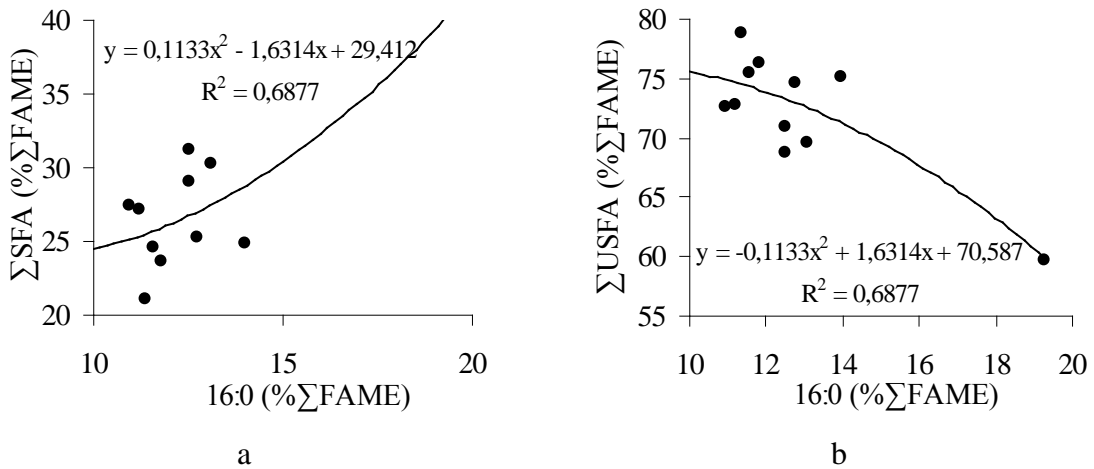 40
35
30
25
20
∑SFA (%∑FAME)
y = 0,1133x² - 1,6314x + 29,412
R² = 0,6877
10
15
20
16:0 (%∑FAME)
a
80
75
70
65
60
55
∑USFA (%∑FAME)
y = -0,1133x² + 1,6314x + 70,587
R² = 0,6877
10
12
14
16
18
20
16:0 (%∑FAME)
b